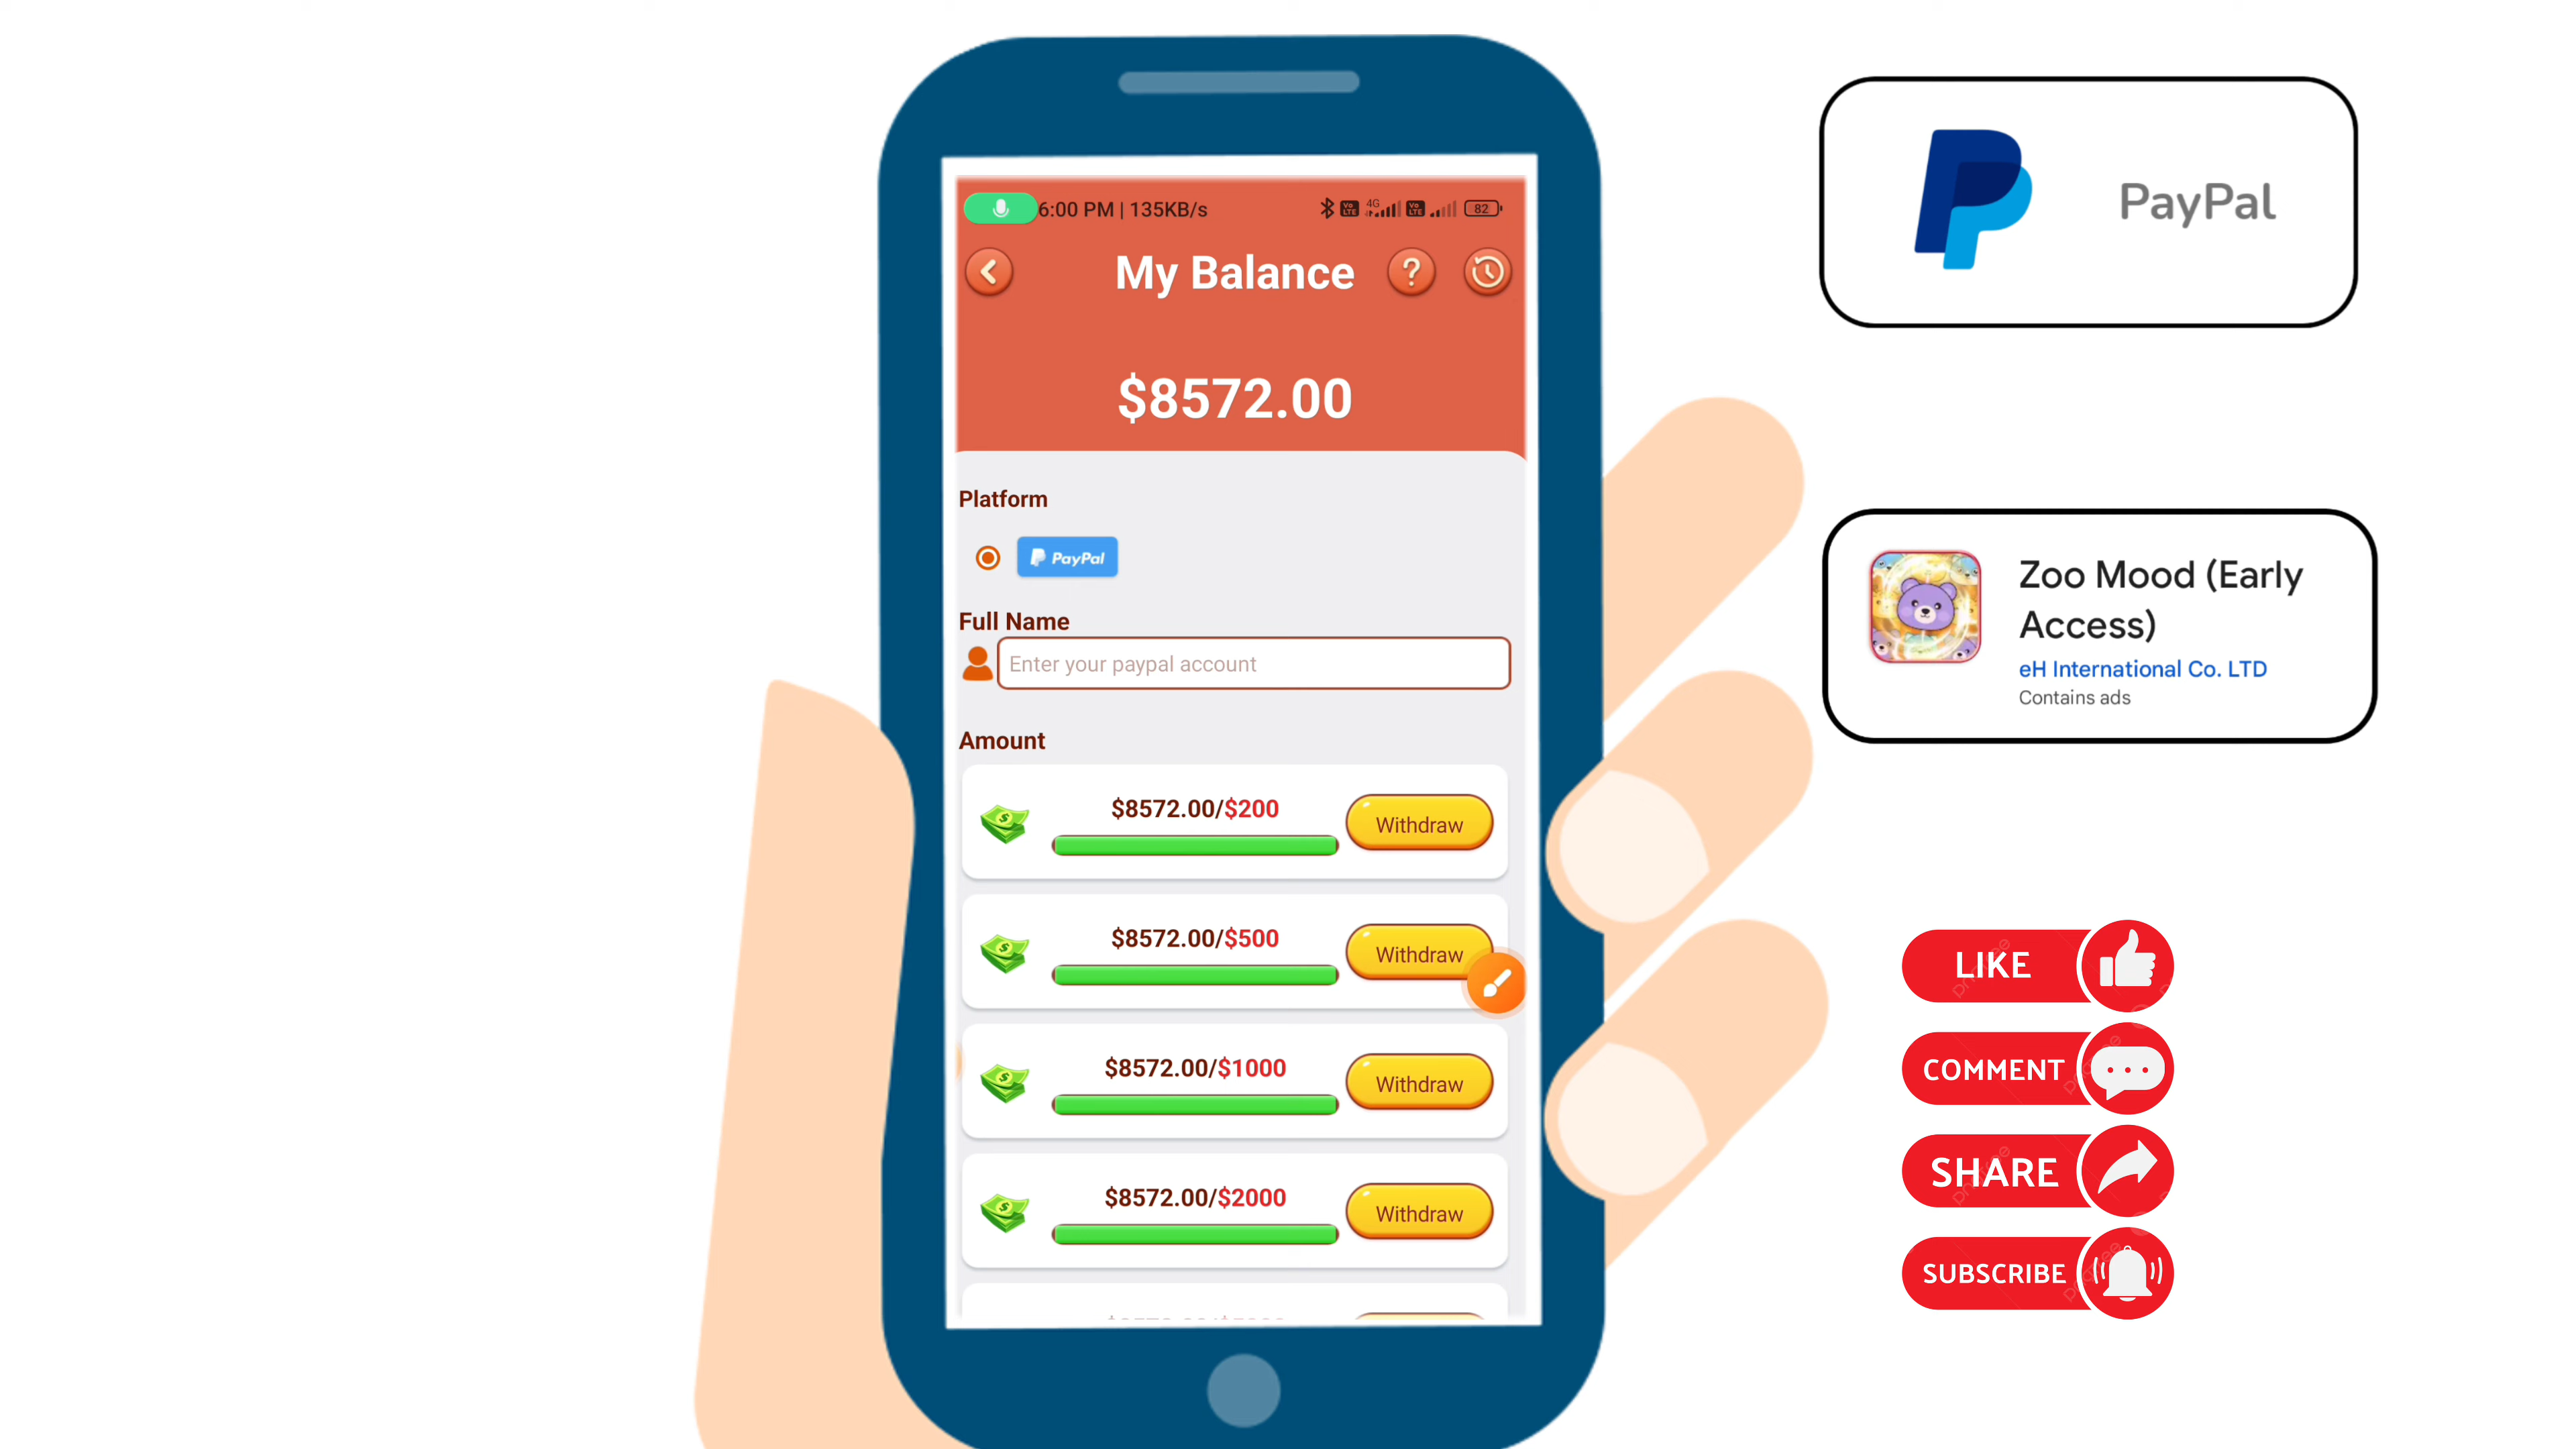 6:00 PM | 135KB/s
4G
82
My Balance
$8572.00
Platform
PayPal
Full Name
Enter your paypal account
Amount
$8572.00/$200
Withdraw
$8572.00/$500
Withdraw
$8572.00/$1000
Withdraw
$8572.00/$2000
Withdraw
PayPal
Zoo Mood (Early
Access)
eH International Co. LTD
Contains ads
LIKE
COMMENT
SHARE
SUBSCRIBE